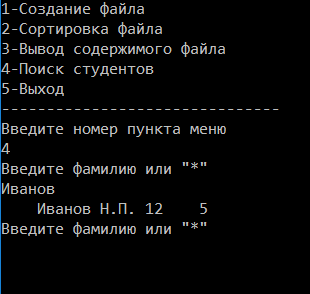 1-Создание файла
2-Сортировка файла
3-Вывод содержимого файла
4-Поиск студентов
5-Выход
-------------------------------
Введите номер пункта меню
4
Введите фамилию или "*"
Иванов
    Иванов Н.П. 12    5
Введите фамилию или "*"